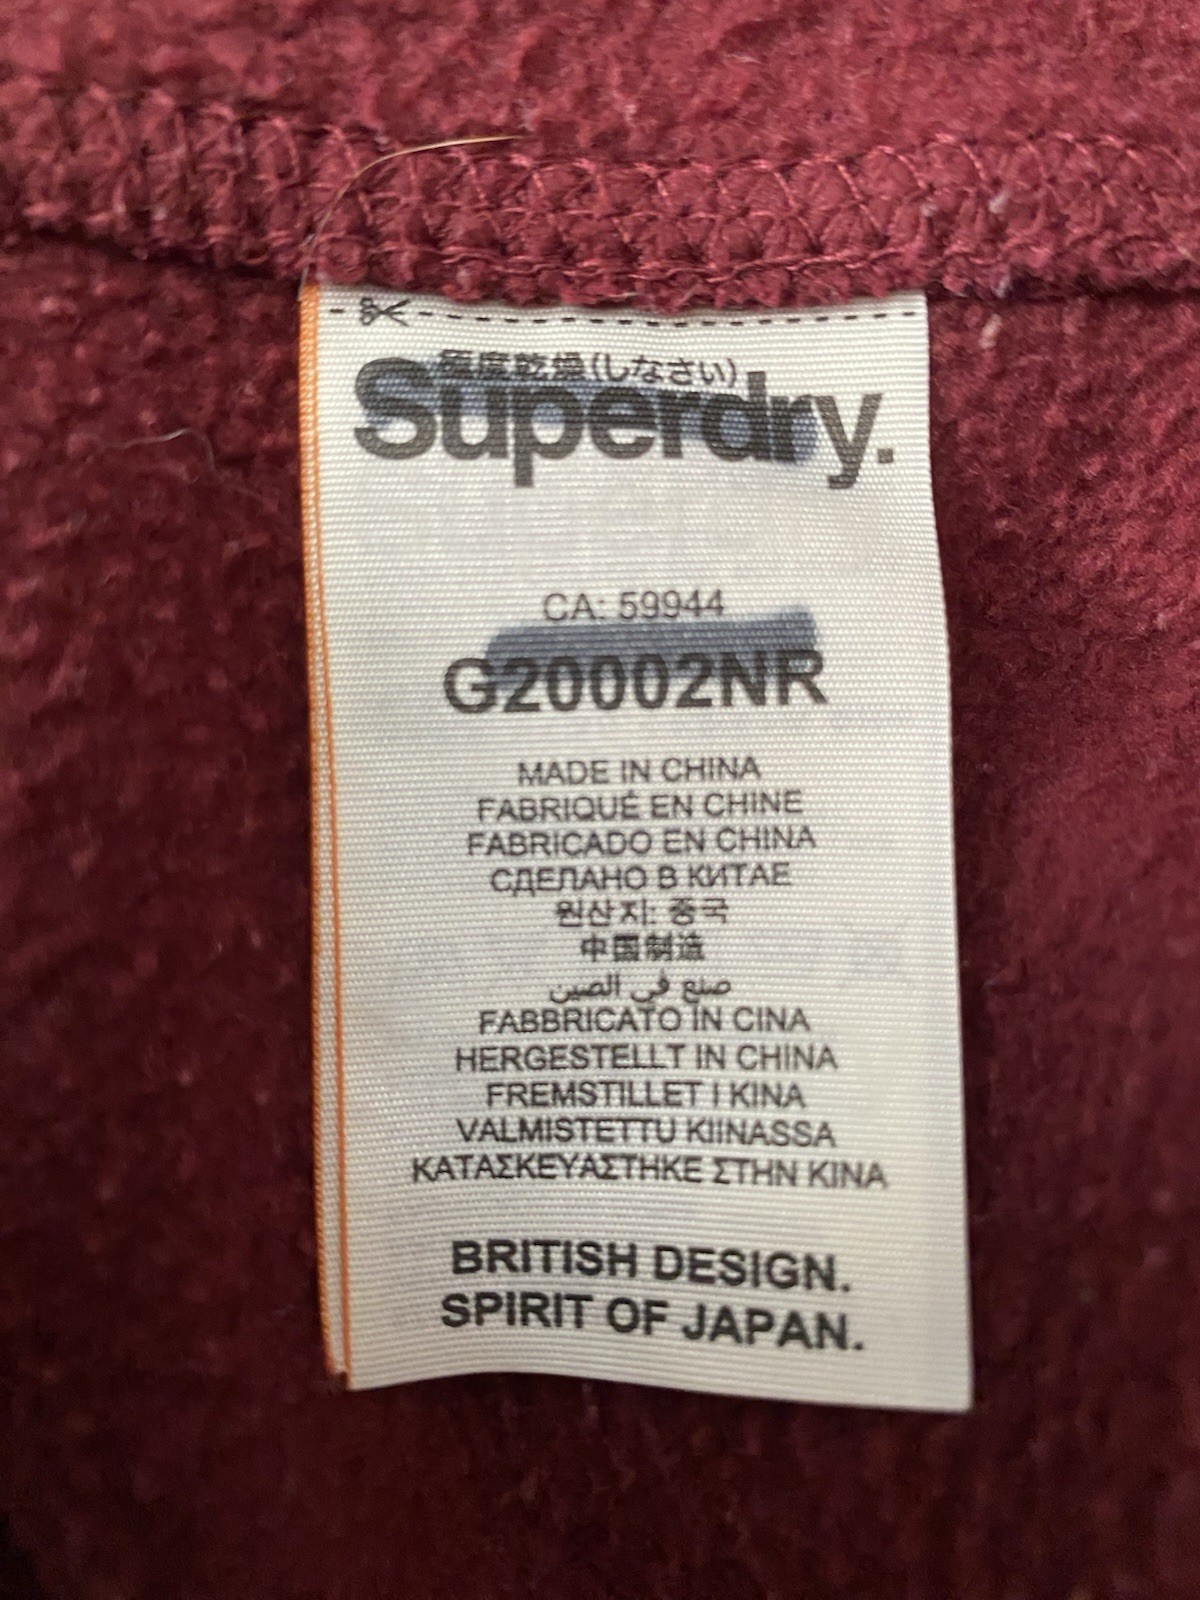 極度乾燥(しなさい)
Superdry.
CA: 59944
G20002NR
MADE IN CHINA
FABRIQUÉ EN CHINE
FABRICADO EN CHINA
СДЕЛАНО В КИТАЕ
원산지: 중국
中国制造
صنع في الصين
FABBRICATO IN CINA
HERGESTELLT IN CHINA
FREMSTILLET I KINA
VALMISTETTU KIINASSA
ΚΑΤΑΣΚΕΥΑΣΤΗΚΕ ΣΤΗΝ ΚΙΝΑ
BRITISH DESIGN.
SPIRIT OF JAPAN.